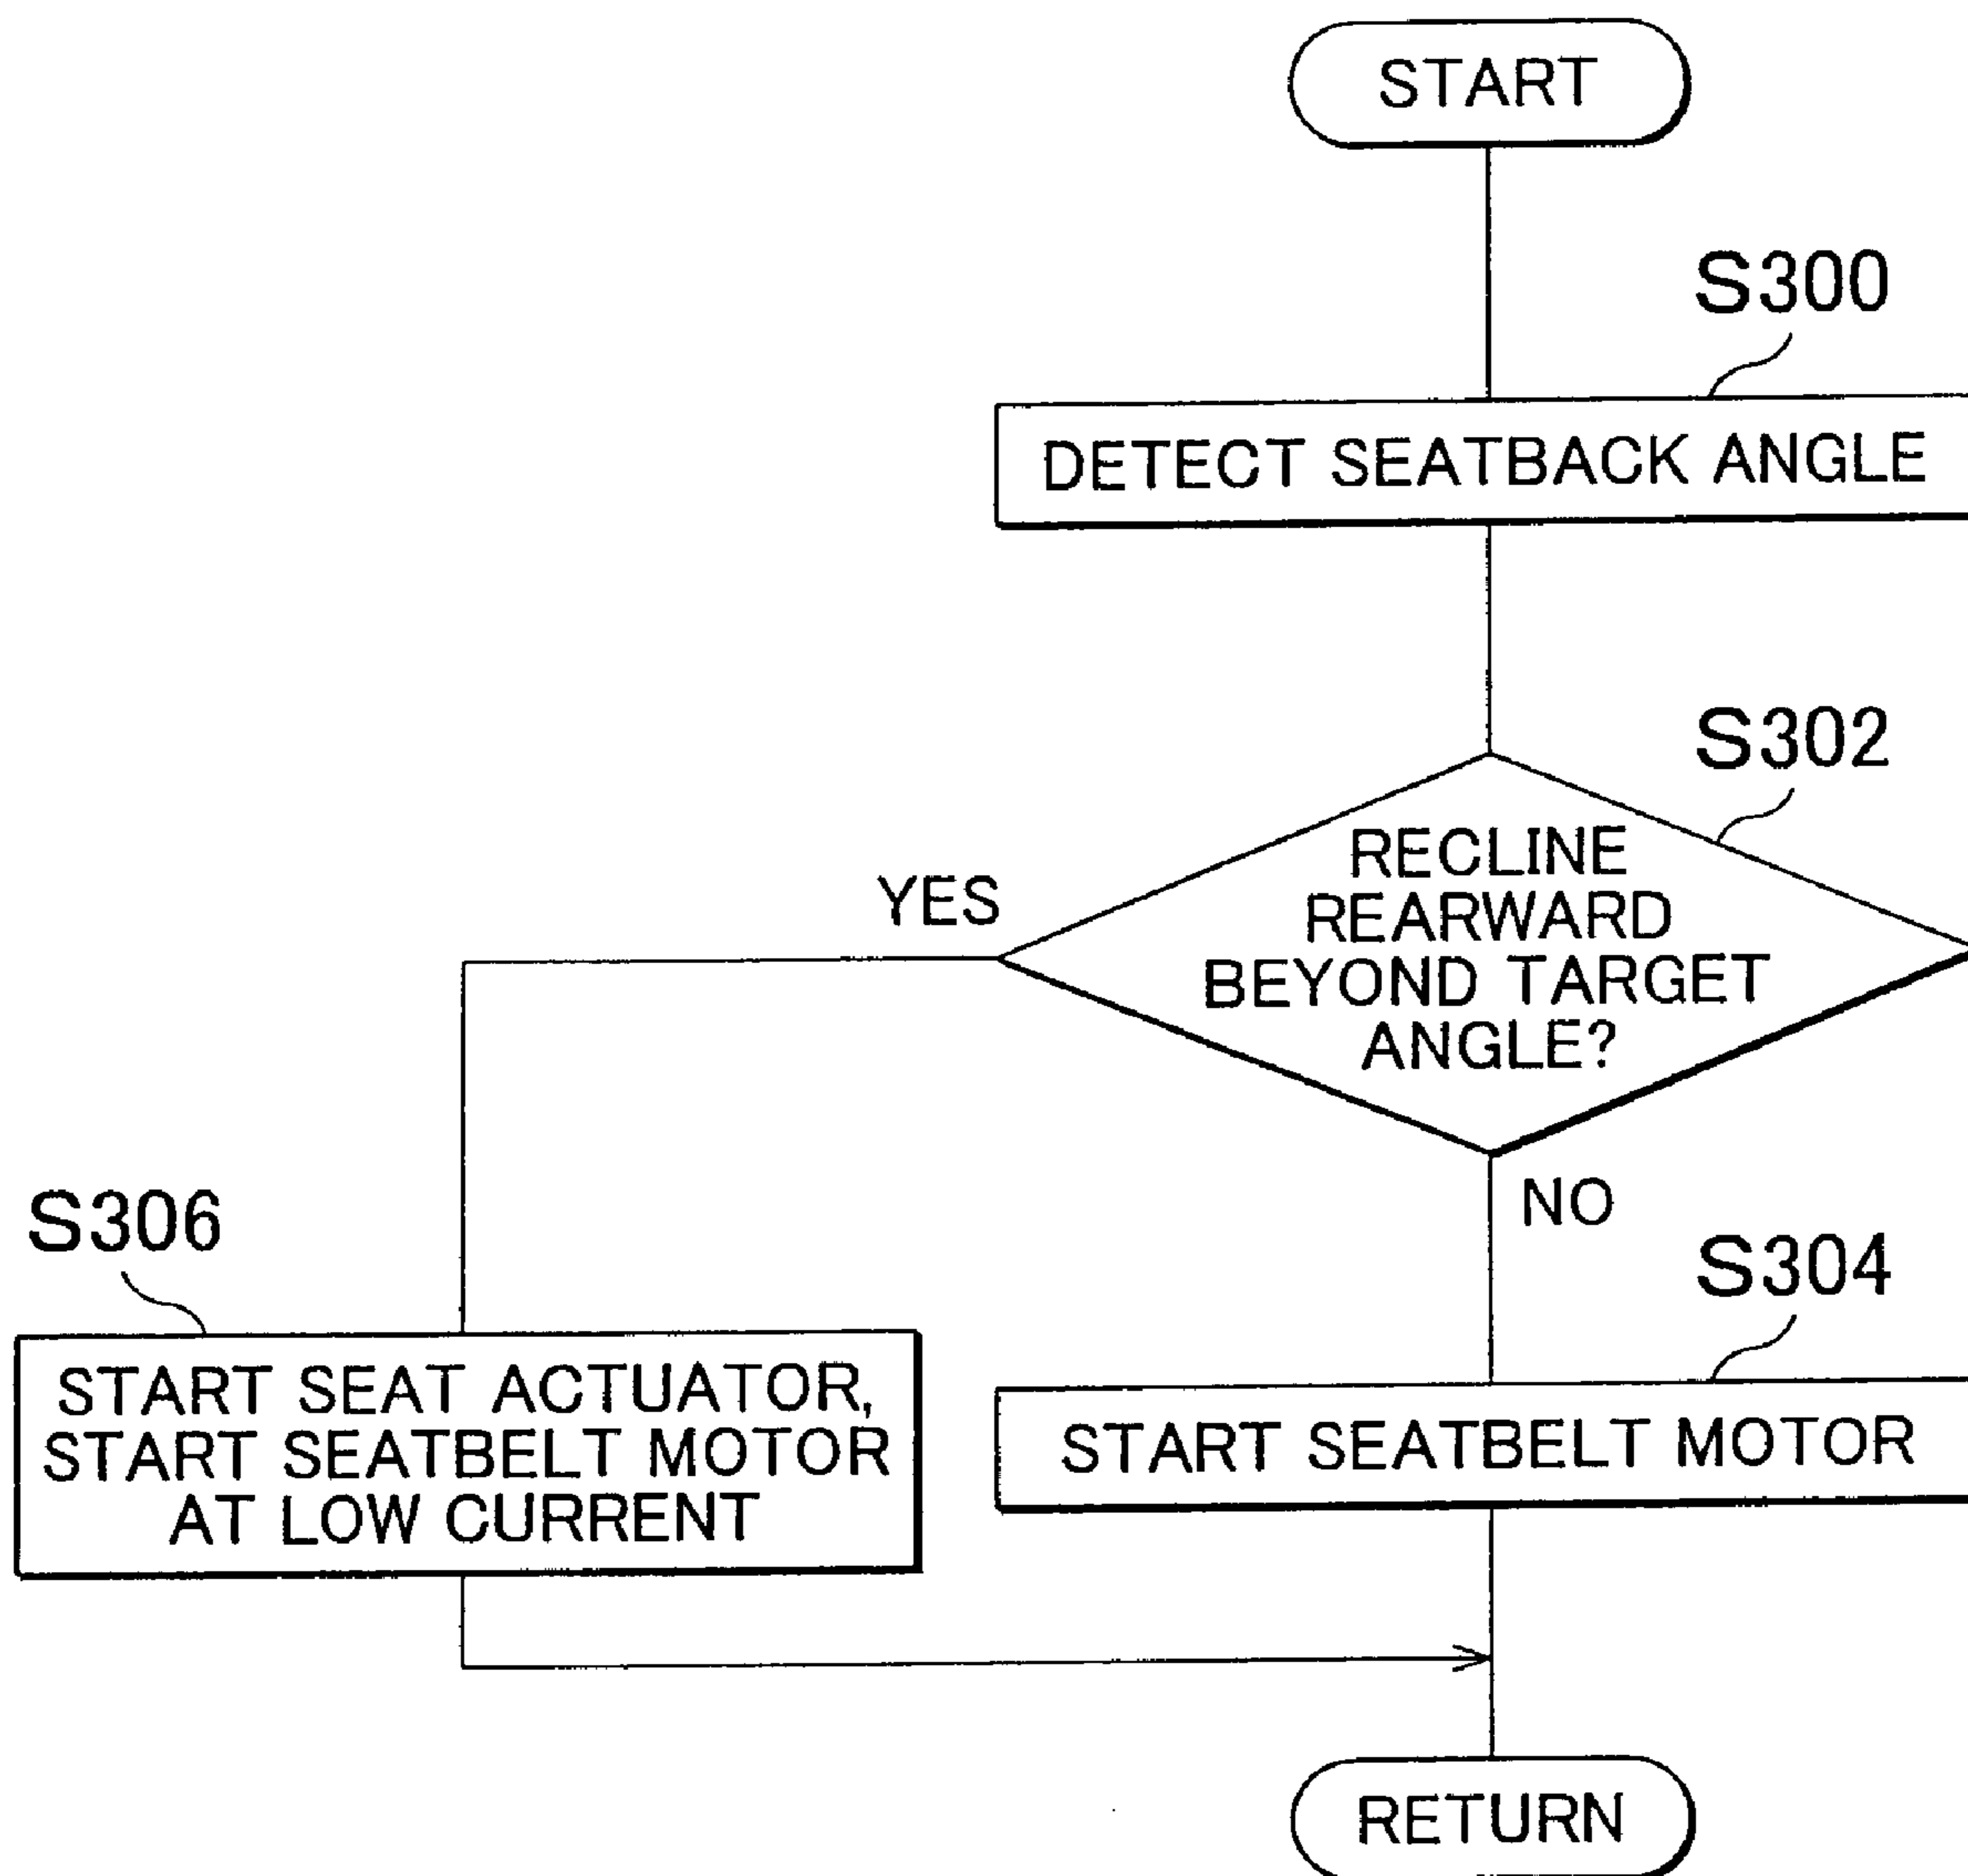 START
S300
DETECT SEATBACK ANGLE
S302
RECLINE
REARWARD
BEYOND TARGET
ANGLE?
YES
NO
S306
START SEAT ACTUATOR,
START SEATBELT MOTOR
AT LOW CURRENT
S304
START SEATBELT MOTOR
RETURN